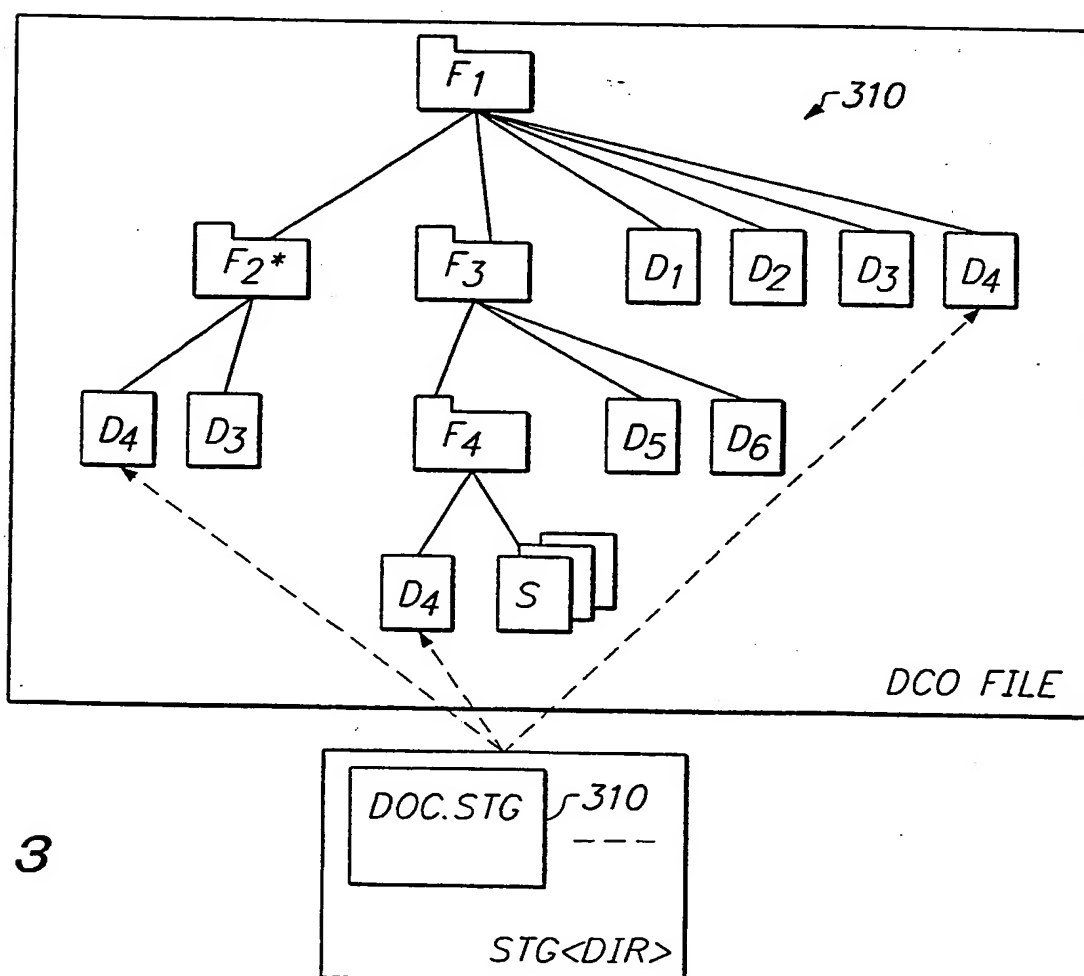 F1
310
F2*
F3
D1
D2
D3
D4
D4
D3
F4
D5
D6
D4
S
DCO FILE
DOC.STG
310
3
STG<DIR>